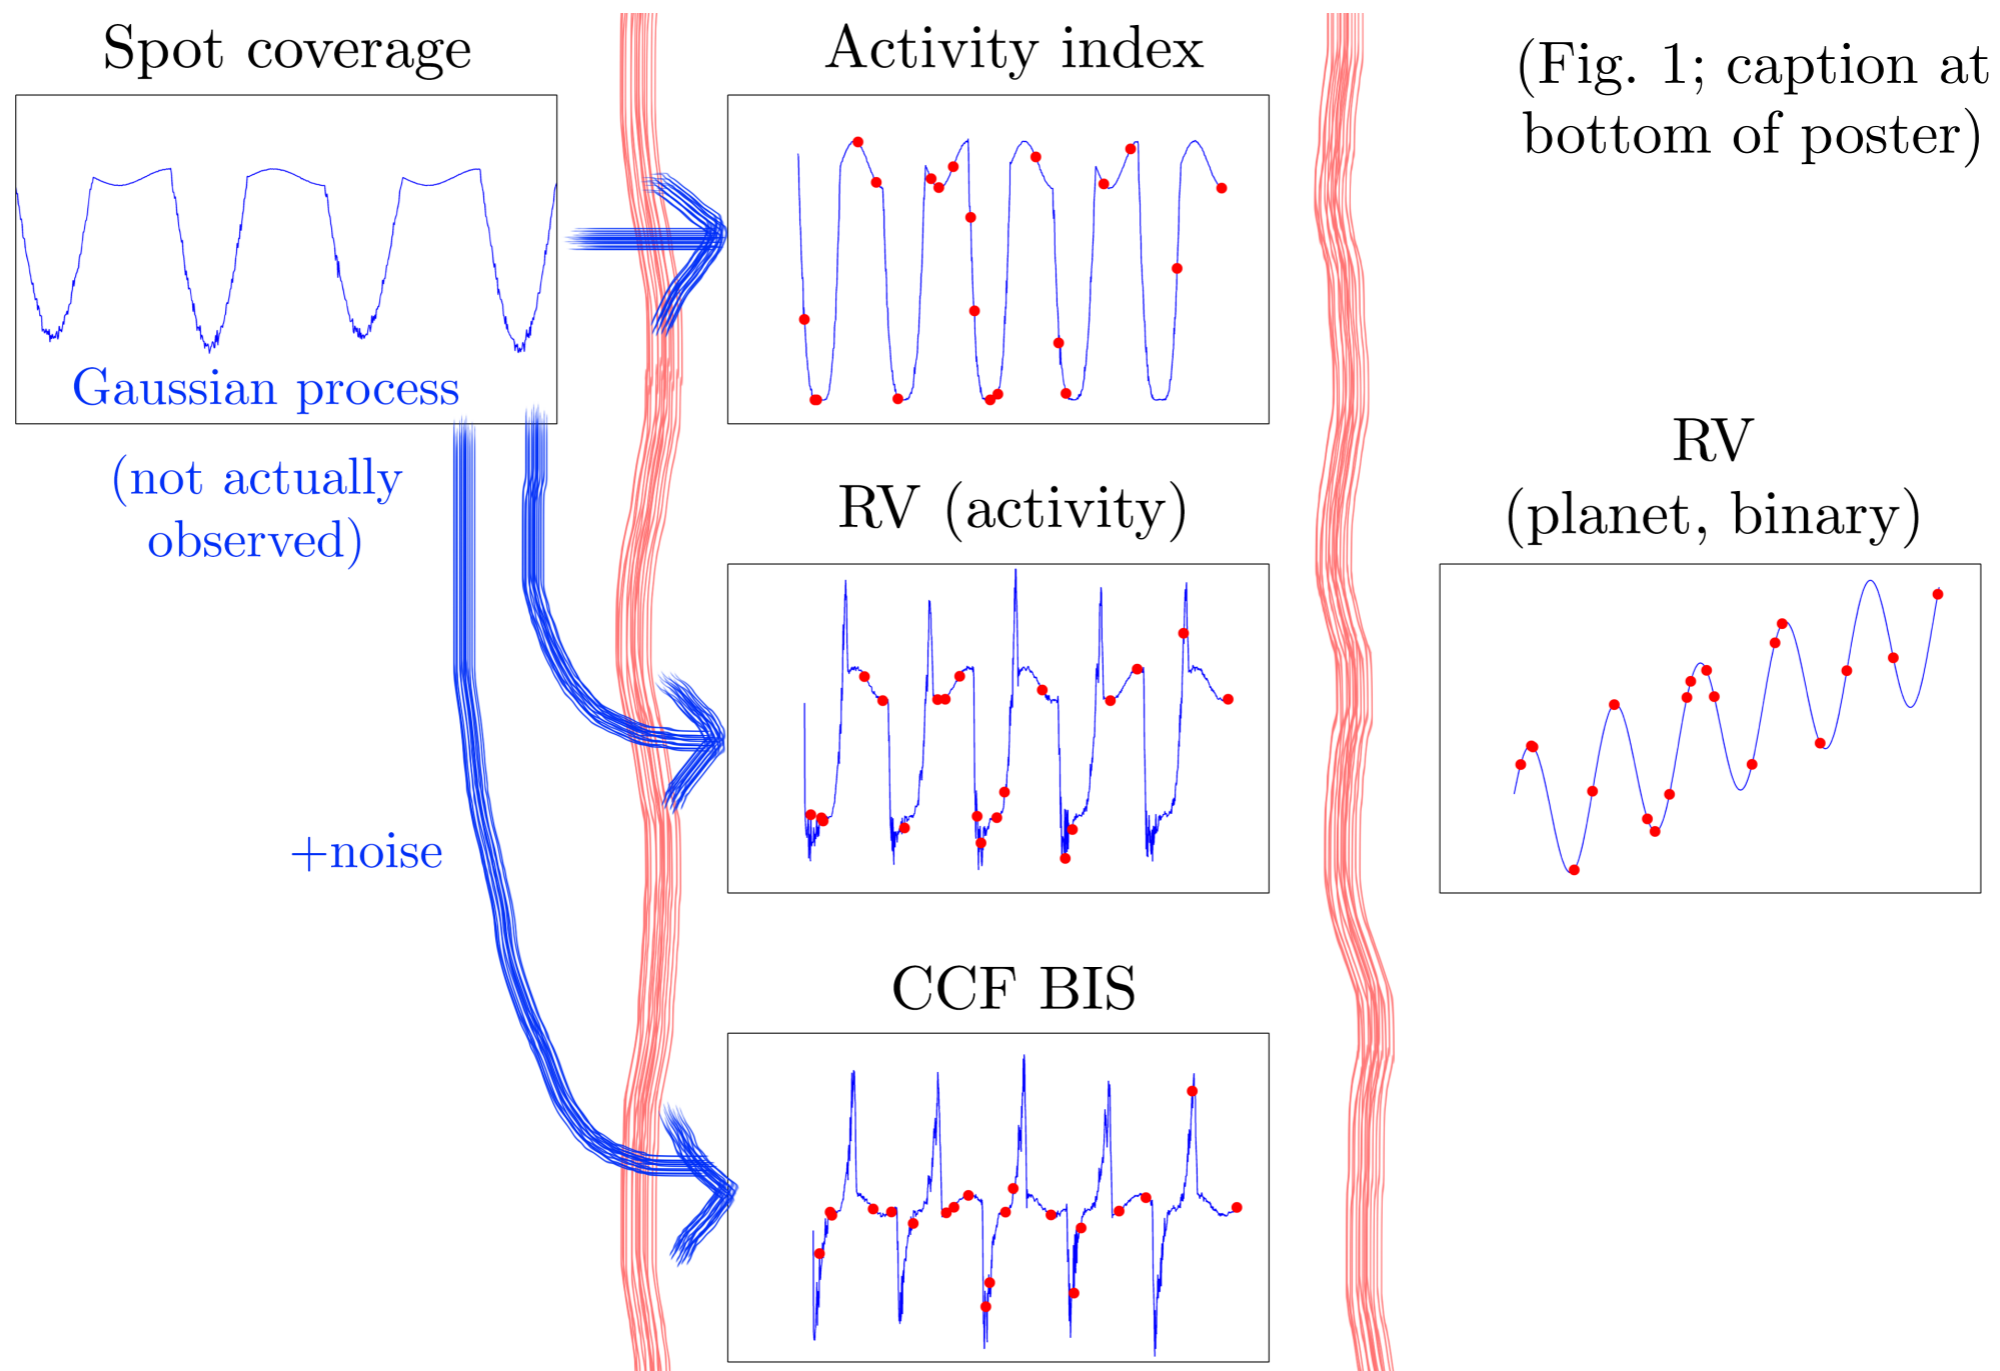 Spot coverage
Activity index
(Fig. 1; caption at
bottom of poster)
Gaussian process
(not actually
observed)
RV (activity)
RV
(planet, binary)
+noise
CCF BIS